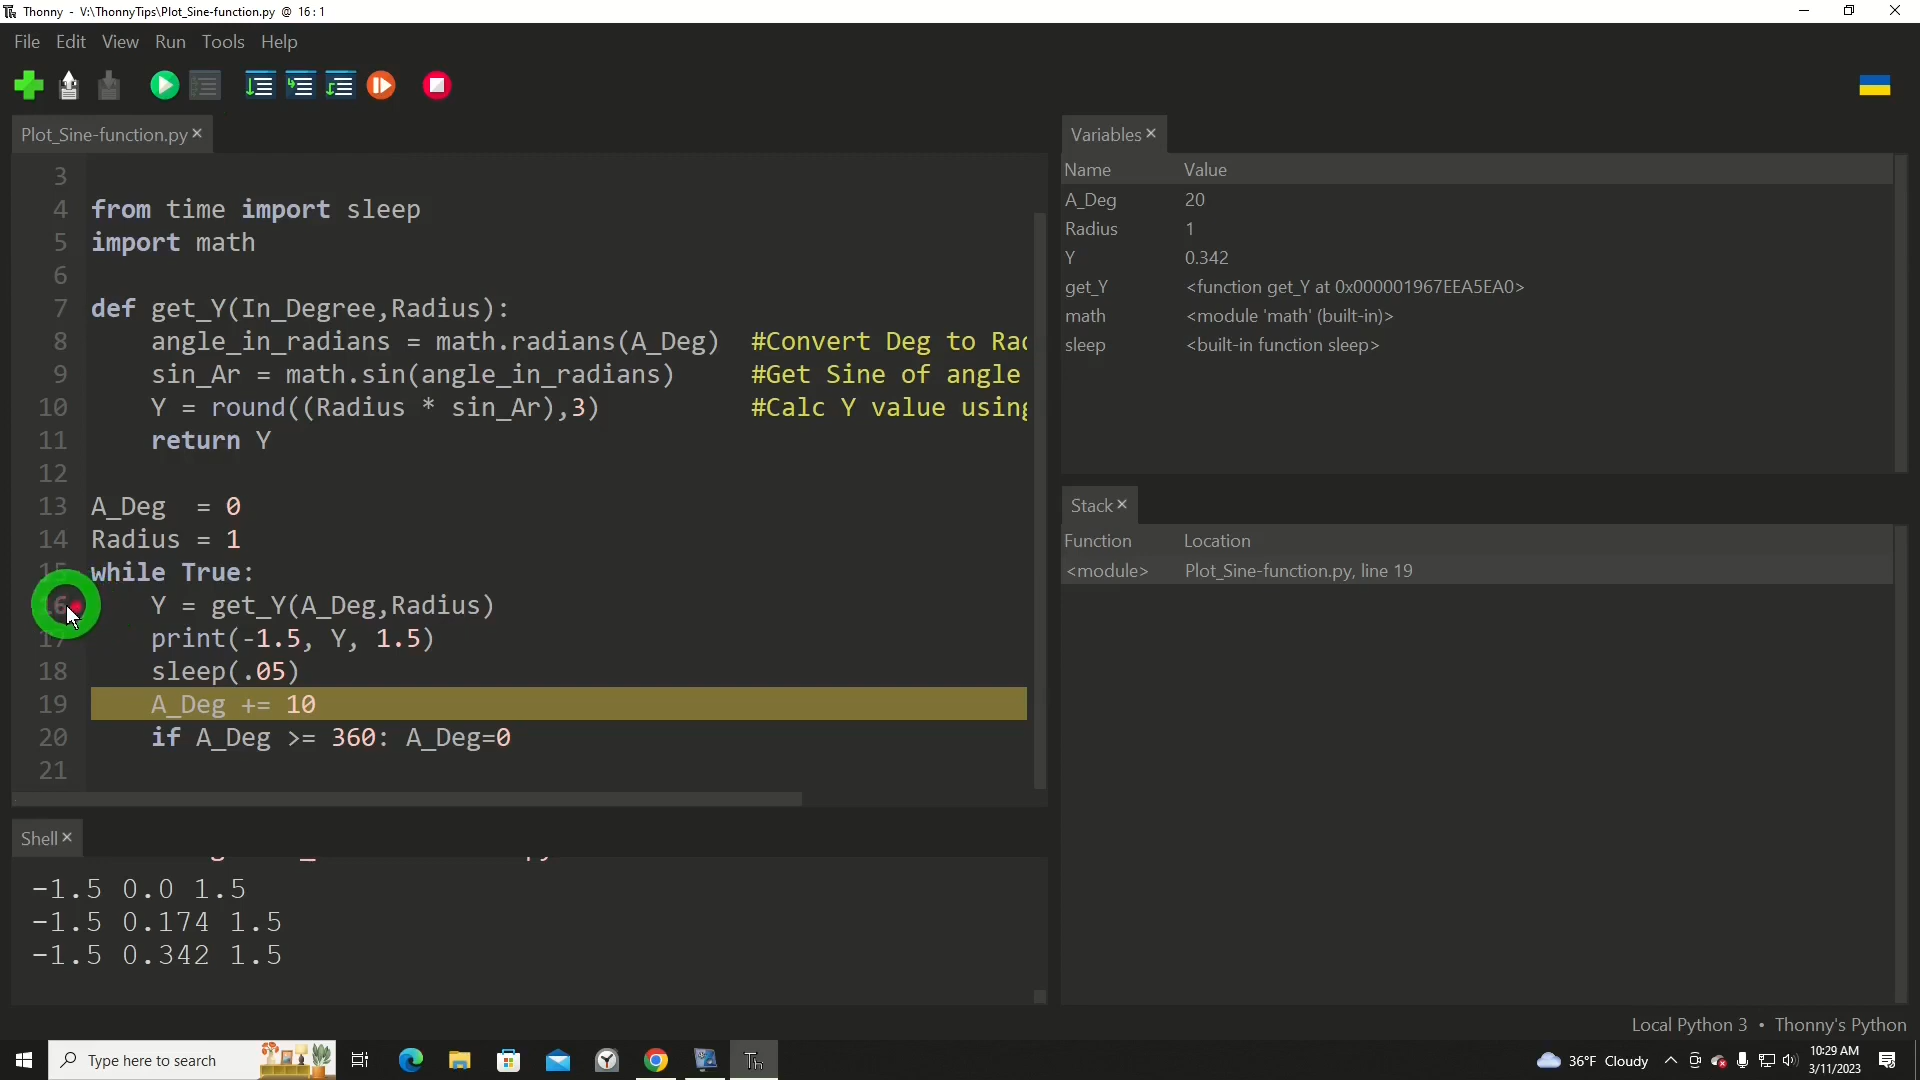 Thonny - V:\ThonnyTips\Plot_Sine-function.py @ 16 : 1
File Edit View Run Tools Help
Plot_Sine-function.py ×
3
4 from time import sleep
5 import math
6
7 def get_Y(In_Degree,Radius):
8 angle_in_radians = math.radians(A_Deg) #Convert Deg to Rad
9 sin_Ar = math.sin(angle_in_radians) #Get Sine of angle
10 Y = round((Radius * sin_Ar),3) #Calc Y value using
11 return Y
12
13 A_Deg = 0
14 Radius = 1
15 while True:
16 Y = get_Y(A_Deg,Radius)
17 print(-1.5, Y, 1.5)
18 sleep(.05)
19 A_Deg += 10
20 if A_Deg >= 360: A_Deg=0
21
Shell ×
-1.5 0.0 1.5
-1.5 0.174 1.5
-1.5 0.342 1.5
Variables ×
Name Value
A_Deg 20
Radius 1
Y 0.342
get_Y <function get_Y at 0x000001967EEA5EA0>
math <module 'math' (built-in)>
sleep <built-in function sleep>
Stack ×
Function Location
<module> Plot_Sine-function.py, line 19
Local Python 3 • Thonny's Python
Type here to search
Th
36°F Cloudy
10:29 AM
3/11/2023